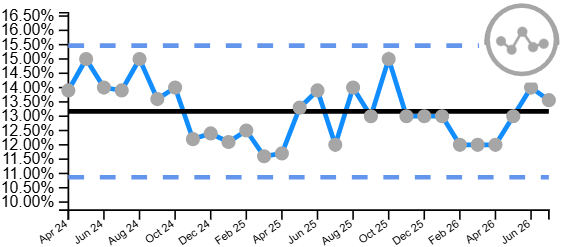 16.50%
16.00%
15.50%
15.00%
14.50%
14.00%
13.50%
13.00%
12.50%
12.00%
11.50%
11.00%
10.50%
10.00%
Apr 24
Jun 24
Aug 24
Oct 24
Dec 24
Feb 25
Apr 25
Jun 25
Aug 25
Oct 25
Dec 25
Feb 26
Apr 26
Jun 26